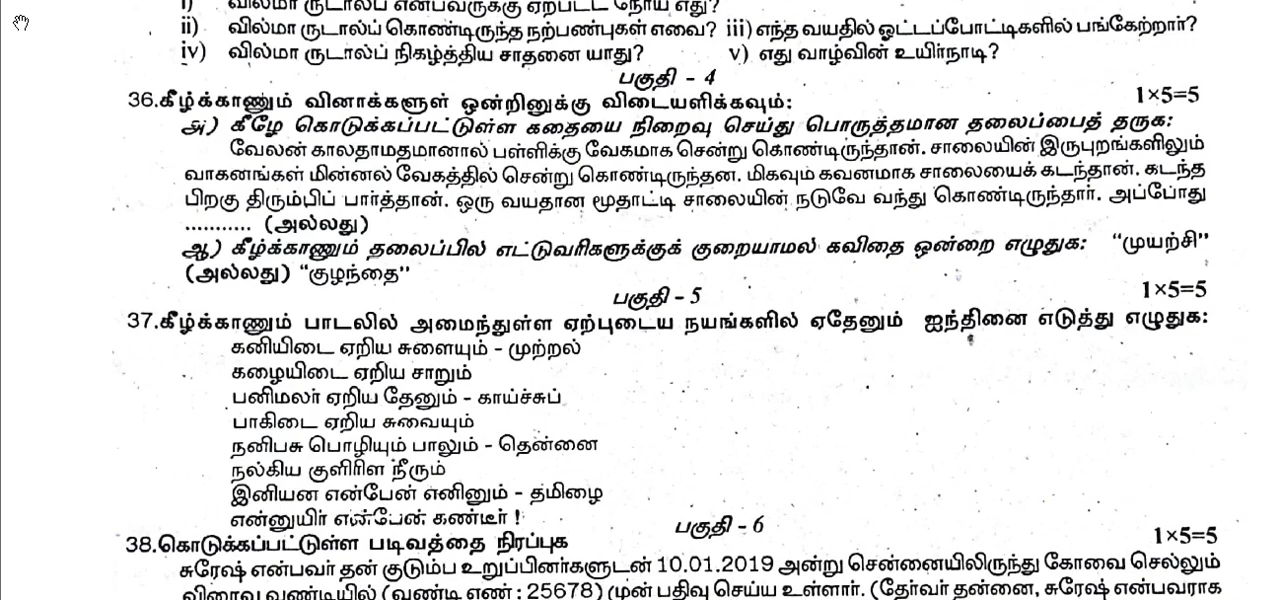 i) வில்மா ருடால்ப் என்பவருக்கு ஏற்பட்ட நோய் எது?
ii) வில்மா ருடால்ப் கொண்டிருந்த நற்பண்புகள் எவை? iii) எந்த வயதில் ஓட்டப்போட்டிகளில் பங்கேற்றார்?
iv) வில்மா ருடால்ப் நிகழ்த்திய சாதனை யாது? v) எது வாழ்வின் உயிர்நாடி?
பகுதி - 4
36.கீழ்க்காணும் வினாக்களுள் ஒன்றினுக்கு விடையளிக்கவும்: 1×5=5
அ) கீழே கொடுக்கப்பட்டுள்ள கதையை நிறைவு செய்து பொருத்தமான தலைப்பைத் தருக:
வேலன் காலதாமதமானால் பள்ளிக்கு வேகமாக சென்று கொண்டிருந்தான். சாலையின் இருபுறங்களிலும்
வாகனங்கள் மின்னல் வேகத்தில் சென்று கொண்டிருந்தன. மிகவும் கவனமாக சாலையைக் கடந்தான். கடந்த
பிறகு திரும்பிப் பார்த்தான். ஒரு வயதான மூதாட்டி சாலையின் நடுவே வந்து கொண்டிருந்தார். அப்போது
........... (அல்லது)
ஆ) கீழ்க்காணும் தலைப்பில் எட்டுவரிகளுக்குக் குறையாமல் கவிதை ஒன்றை எழுதுக: “முயற்சி”
(அல்லது) “குழந்தை”
பகுதி - 5 1×5=5
37.கீழ்க்காணும் பாடலில் அமைந்துள்ள ஏற்புடைய நயங்களில் ஏதேனும் ஐந்தினை எடுத்து எழுதுக:
கனியிடை ஏறிய சுளையும் - முற்றல்
கழையிடை ஏறிய சாறும்
பனிமலர் ஏறிய தேனும் - காய்ச்சுப்
பாகிடை ஏறிய சுவையும்
நனிபசு பொழியும் பாலும் - தென்னை
நல்கிய குளிரிள நீரும்
இனியன என்பேன் எனினும் - தமிழை
என்னுயிர் என்பேன் கண்டீர் !
பகுதி - 6
38.கொடுக்கப்பட்டுள்ள படிவத்தை நிரப்புக 1×5=5
சுரேஷ் என்பவர் தன் குடும்ப உறுப்பினர்களுடன் 10.01.2019 அன்று சென்னையிலிருந்து கோவை செல்லும்
விரைவு வண்டியில் (வண்டி எண் : 25678) முன் பதிவு செய்ய உள்ளார். (தேர்வர் தன்னை, சுரேஷ் என்பவராக